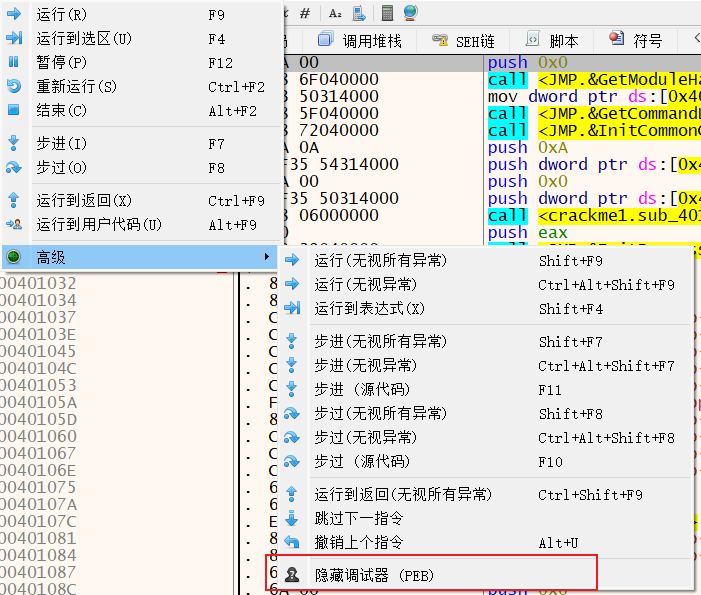 运行(R) F9
运行到选区(U) F4
暂停(P) F12
重新运行(S) Ctrl+F2
结束(C) Alt+F2
步进(I) F7
步过(O) F8
运行到返回(X) Ctrl+F9
运行到用户代码(U) Alt+F9
高级
# A₂
调用堆栈 SEH链 脚本 符号
00 push 0x0
6F040000 call <JMP.&GetModuleHa
50314000 mov dword ptr ds:[0x40
5F040000 call <JMP.&GetCommandL
72040000 call <JMP.&InitCommonC
0A push 0xA
F35 54314000 push dword ptr ds:[0x4
00 push 0x0
F35 50314000 push dword ptr ds:[0x4
06000000 call <crackme1.sub_401
push eax
运行(无视所有异常) Shift+F9
运行(无视异常) Ctrl+Alt+Shift+F9
运行到表达式(X) Shift+F4
步进(无视所有异常) Shift+F7
步进(无视异常) Ctrl+Alt+Shift+F7
步进 (源代码) F11
步过(无视所有异常) Shift+F8
步过(无视异常) Ctrl+Alt+Shift+F8
步过 (源代码) F10
运行到返回(无视所有异常) Ctrl+Shift+F9
跳过下一指令
撤销上个指令 Alt+U
隐藏调试器 (PEB)
00401032
00401034
00401037
0040103E
00401045
0040104C
00401053
0040105A
0040105D
00401060
00401067
0040106E
00401075
0040107A
0040107C
00401081
00401084
00401087
0040108C